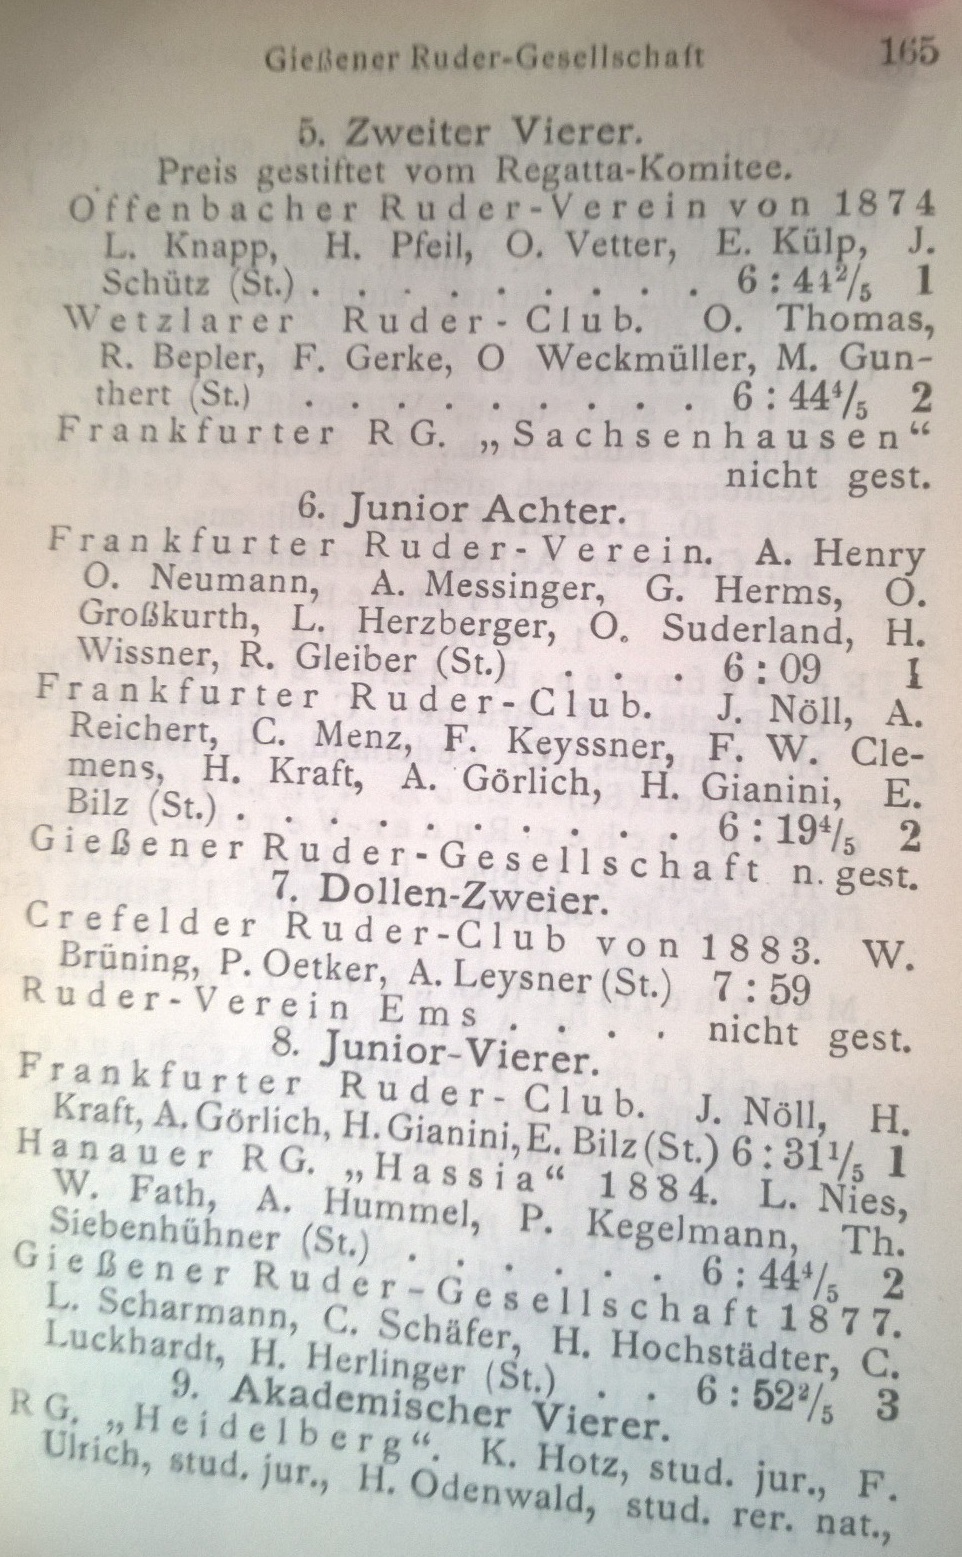 Gießener Ruder-Gesellschaft 165
5. Zweiter Vierer.
Preis gestiftet vom Regatta-Komitee.
Offenbacher Ruder-Verein von 1874
L. Knapp, H. Pfeil, O. Vetter, E. Külp, J.
Schütz (St.) . . . . . . . . . 6 : 41²/₅ 1
Wetzlarer Ruder-Club. O. Thomas,
R. Bepler, F. Gerke, O Weckmüller, M. Gun-
thert (St.) . . . . . . . . . 6 : 44⁴/₅ 2
Frankfurter RG. „Sachsenhausen“
nicht gest.
6. Junior Achter.
Frankfurter Ruder-Verein. A. Henry
O. Neumann, A. Messinger, G. Herms, O.
Großkurth, L. Herzberger, O. Suderland, H.
Wissner, R. Gleiber (St.) . . . 6 : 09 1
Frankfurter Ruder-Club. J. Nöll, A.
Reichert, C. Menz, F. Keyssner, F. W. Cle-
mens, H. Kraft, A. Görlich, H. Gianini, E.
Bilz (St.) . . . . . . . . . . 6 : 19⁴/₅ 2
Gießener Ruder-Gesellschaft n. gest.
7. Dollen-Zweier.
Crefelder Ruder-Club von 1883. W.
Brüning, P. Oetker, A. Leysner (St.) 7 : 59
Ruder-Verein Ems . . . . nicht gest.
8. Junior-Vierer.
Frankfurter Ruder-Club. J. Nöll, H.
Kraft, A. Görlich, H. Gianini, E. Bilz (St.) 6 : 31¹/₅ 1
Hanauer RG. „Hassia“ 1884. L. Nies,
W. Fath, A. Hummel, P. Kegelmann, Th.
Siebenhühner (St.) . . . . . . 6 : 44⁴/₅ 2
Gießener Ruder-Gesellschaft 1877.
L. Scharmann, C. Schäfer, H. Hochstädter, C.
Luckhardt, H. Herlinger (St.) . . 6 : 52²/₅ 3
9. Akademischer Vierer.
RG. „Heidelberg“. K. Hotz, stud. jur., F.
Ulrich, stud. jur., H. Odenwald, stud. rer. nat.,